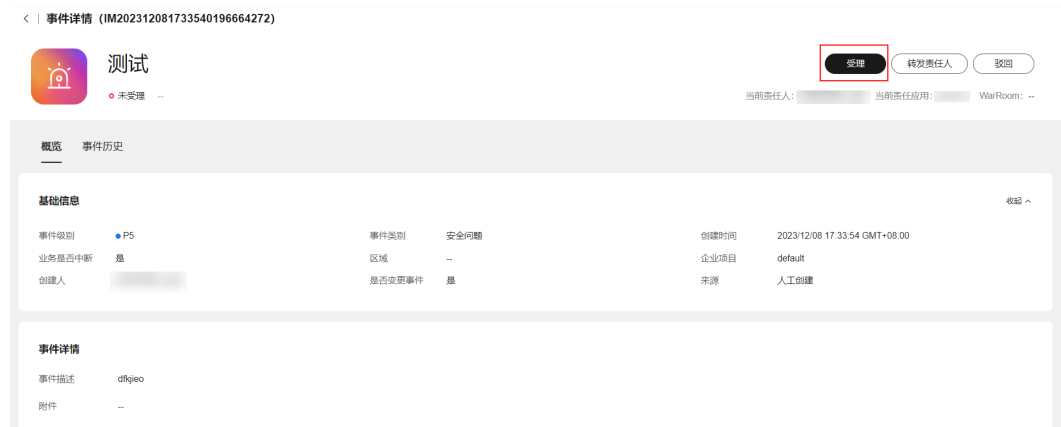 事件详情（IM202312081733540196664272）
测试
受理 转发责任人 驳回
未受理 --
当前责任人： 当前责任应用： WarRoom： --
概览 事件历史
基础信息 收起
事件级别 P5 事件类别 安全问题 创建时间 2023/12/08 17:33:54 GMT+08:00
业务是否中断 是 区域 -- 企业项目 default
创建人 是否变更事件 是 来源 人工创建
事件详情
事件描述 dfkjieo
附件 --